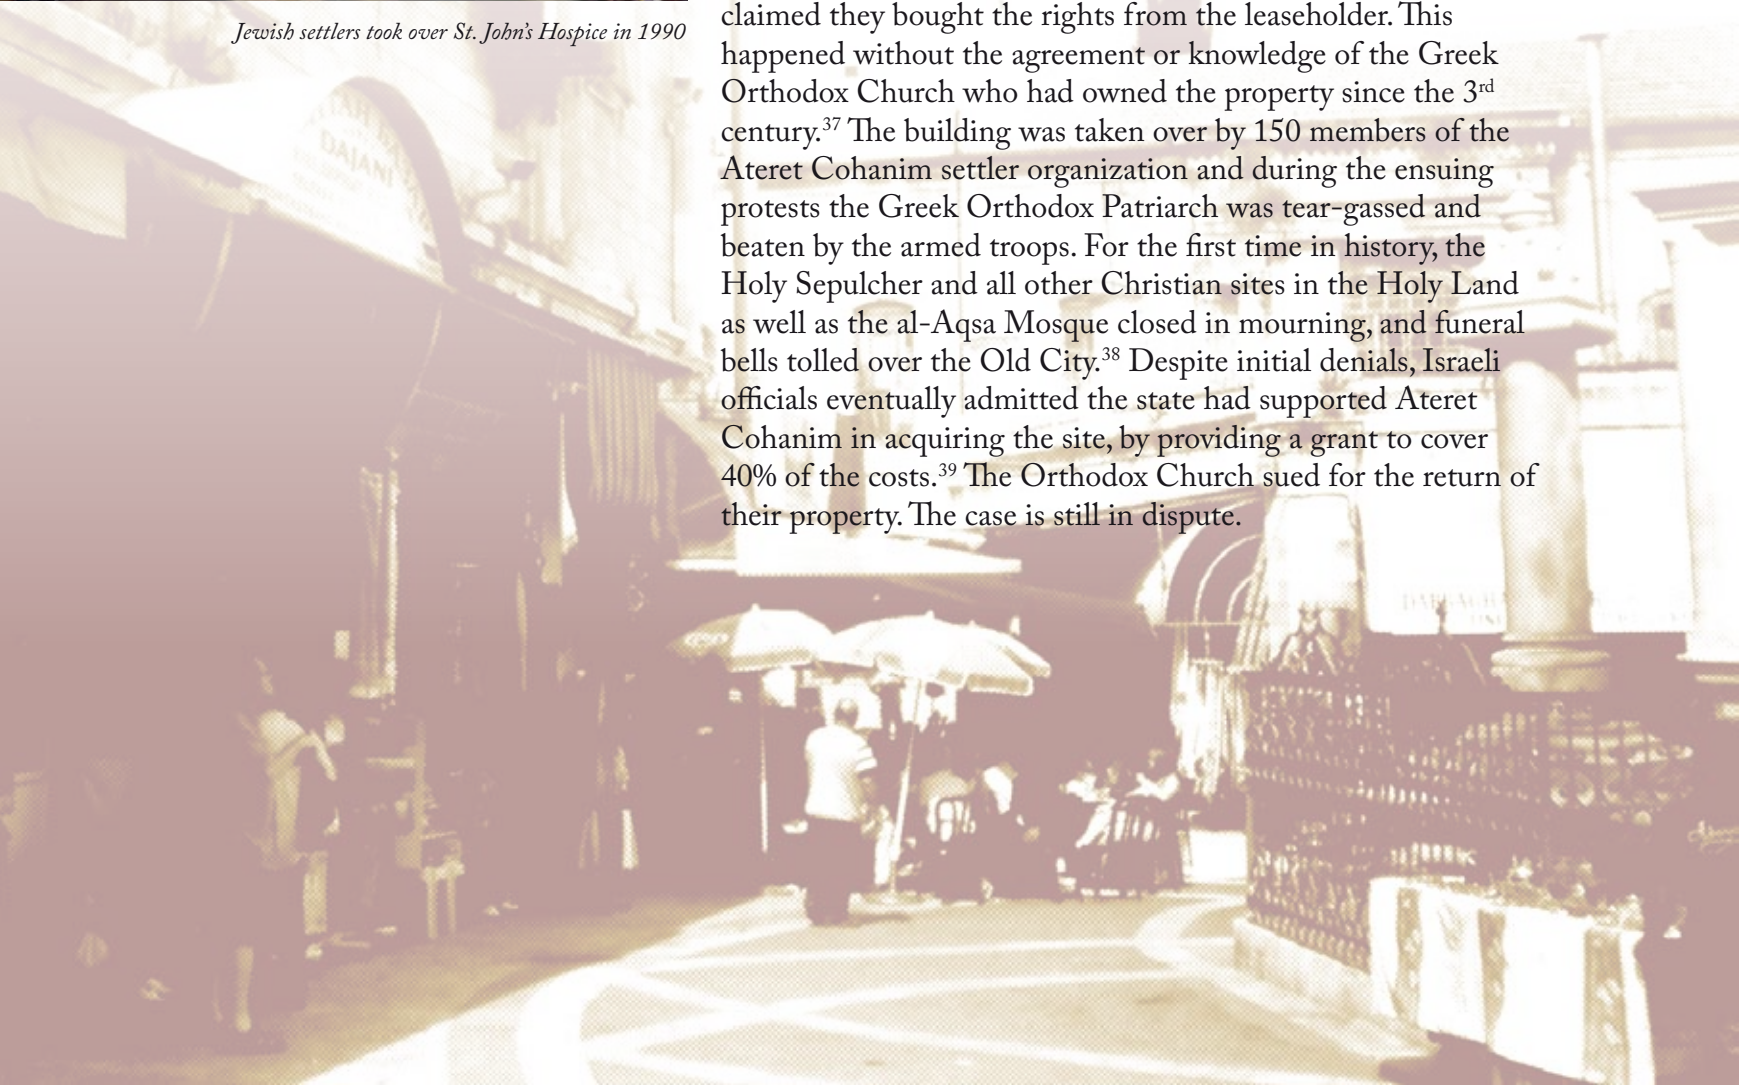 Jewish settlers took over St. John's Hospice in 1990
claimed they bought the rights from the leaseholder. This
happened without the agreement or knowledge of the Greek
Orthodox Church who had owned the property since the 3rd
century.37 The building was taken over by 150 members of the
Ateret Cohanim settler organization and during the ensuing
protests the Greek Orthodox Patriarch was tear-gassed and
beaten by the armed troops. For the first time in history, the
Holy Sepulcher and all other Christian sites in the Holy Land
as well as the al-Aqsa Mosque closed in mourning, and funeral
bells tolled over the Old City.38 Despite initial denials, Israeli
officials eventually admitted the state had supported Ateret
Cohanim in acquiring the site, by providing a grant to cover
40% of the costs.39 The Orthodox Church sued for the return of
their property. The case is still in dispute.
DAJANI